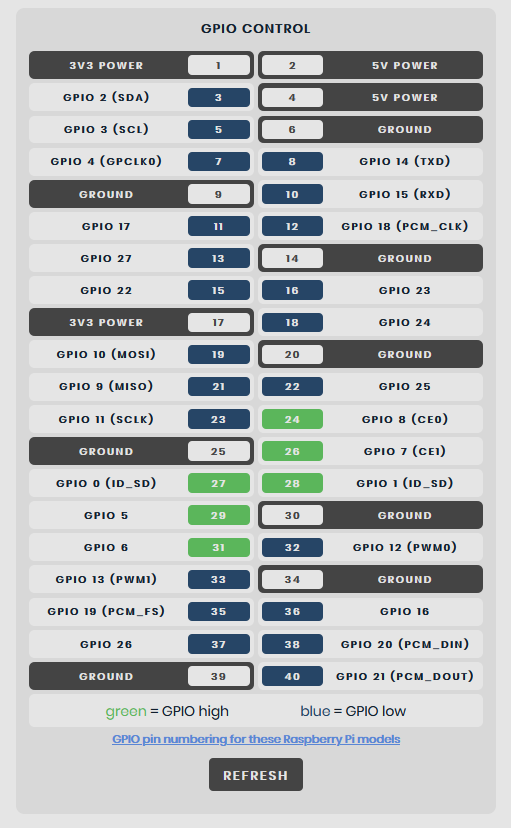 GPIO CONTROL
3V3 POWER 1 2 5V POWER
GPIO 2 (SDA) 3 4 5V POWER
GPIO 3 (SCL) 5 6 GROUND
GPIO 4 (GPCLK0) 7 8 GPIO 14 (TXD)
GROUND 9 10 GPIO 15 (RXD)
GPIO 17 11 12 GPIO 18 (PCM_CLK)
GPIO 27 13 14 GROUND
GPIO 22 15 16 GPIO 23
3V3 POWER 17 18 GPIO 24
GPIO 10 (MOSI) 19 20 GROUND
GPIO 9 (MISO) 21 22 GPIO 25
GPIO 11 (SCLK) 23 24 GPIO 8 (CE0)
GROUND 25 26 GPIO 7 (CE1)
GPIO 0 (ID_SD) 27 28 GPIO 1 (ID_SD)
GPIO 5 29 30 GROUND
GPIO 6 31 32 GPIO 12 (PWM0)
GPIO 13 (PWM1) 33 34 GROUND
GPIO 19 (PCM_FS) 35 36 GPIO 16
GPIO 26 37 38 GPIO 20 (PCM_DIN)
GROUND 39 40 GPIO 21 (PCM_DOUT)
green = GPIO high blue = GPIO low
GPIO pin numbering for these Raspberry Pi models
REFRESH